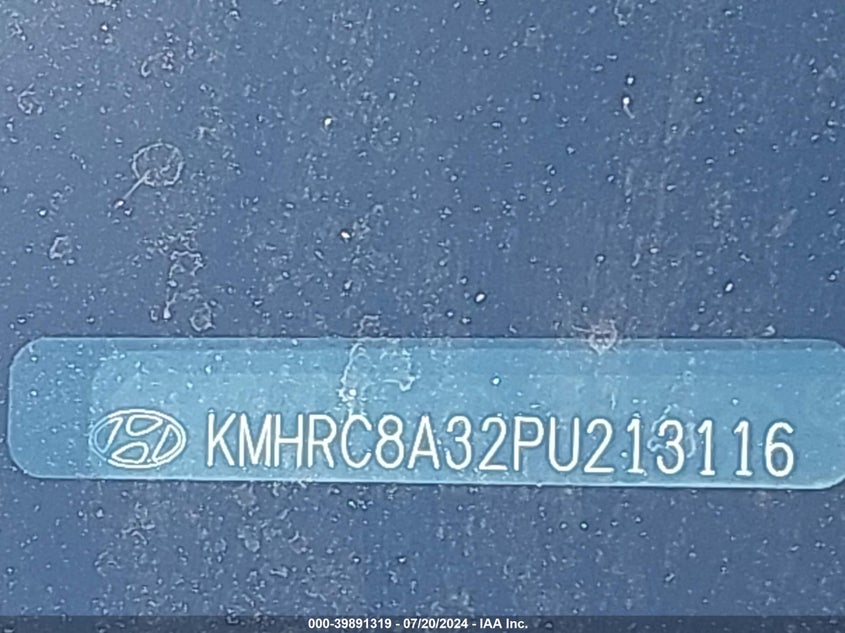 KMHRC8A32PU213116
000-39891319 - 07/20/2024 - IAA Inc.